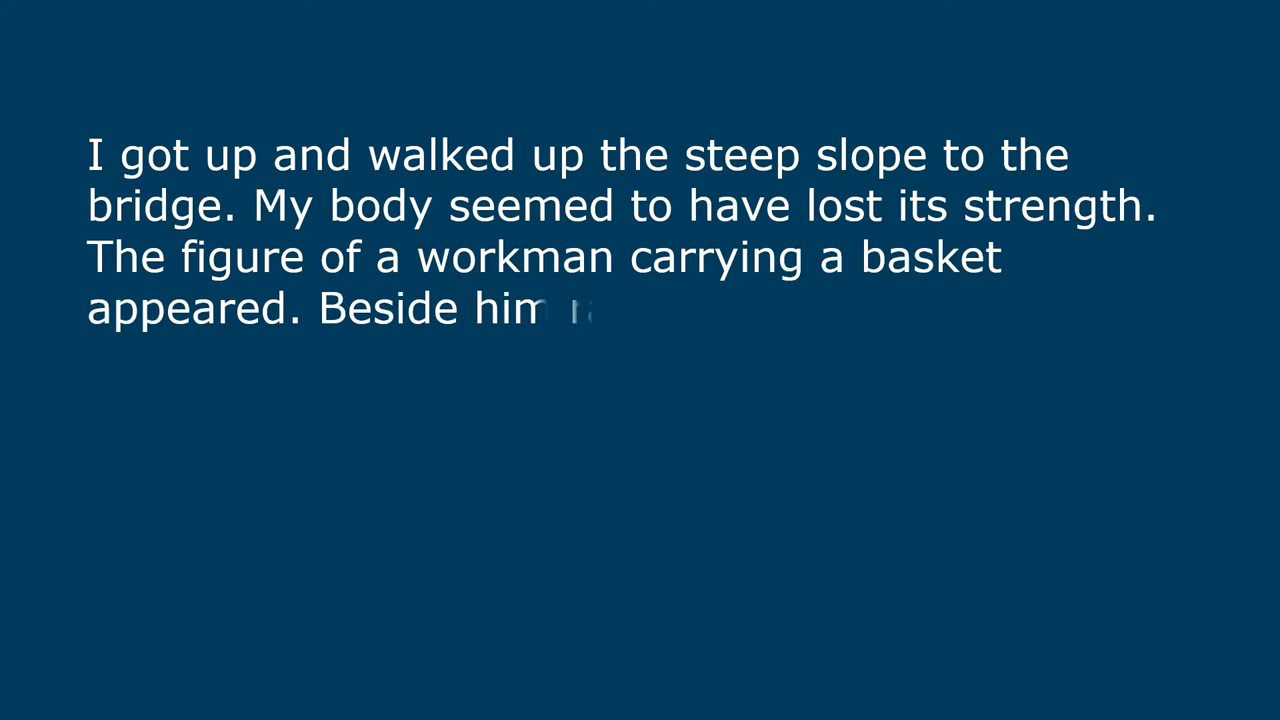 I got up and walked up the steep slope to the
bridge. My body seemed to have lost its strength.
The figure of a workman carrying a basket
appeared. Beside him